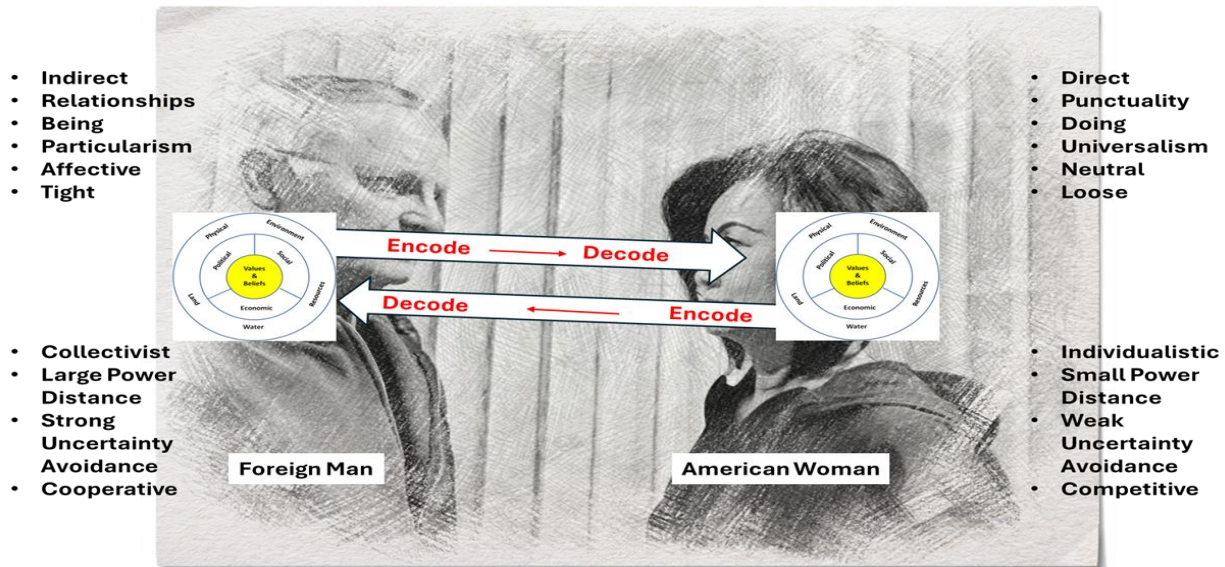 • Indirect
• Relationships
• Being
• Particularism
• Affective
• Tight
• Direct
• Punctuality
• Doing
• Universalism
• Neutral
• Loose
Physical
Environment
Political
Social
Values
&
Beliefs
Land
Resources
Economic
Water
Encode
Decode
Decode
Encode
Physical
Environment
Political
Social
Values
&
Beliefs
Land
Resources
Economic
Water
• Collectivist
• Large Power
Distance
• Strong
Uncertainty
Avoidance
• Cooperative
Foreign Man
American Woman
• Individualistic
• Small Power
Distance
• Weak
Uncertainty
Avoidance
• Competitive